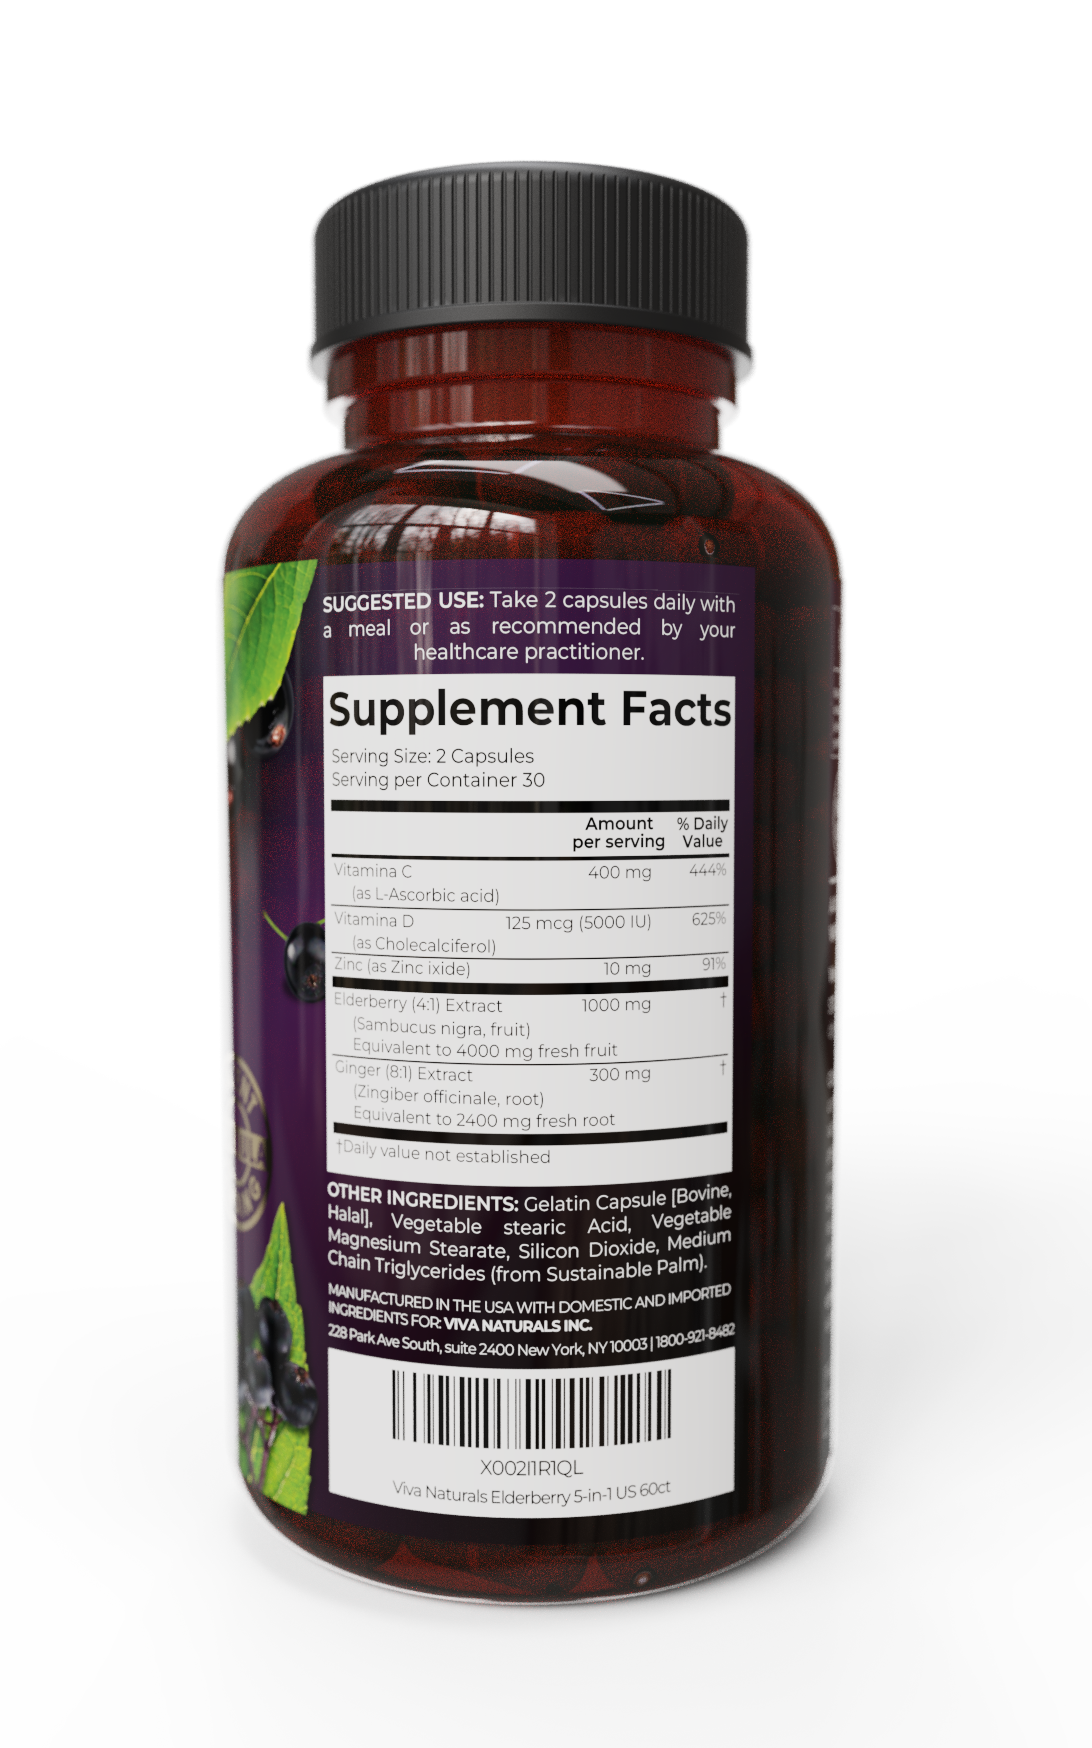 SUGGESTED USE: Take 2 capsules daily with
a meal or as recommended by your
healthcare practitioner.
Supplement Facts
Serving Size: 2 Capsules
Serving per Container 30
Amount per serving % Daily Value
Vitamina C 400 mg 444%
(as L-Ascorbic acid)
Vitamina D 125 mcg (5000 IU) 625%
(as Cholecalciferol)
Zinc (as Zinc ixide) 10 mg 91%
Elderberry (4:1) Extract 1000 mg †
(Sambucus nigra, fruit)
Equivalent to 4000 mg fresh fruit
Ginger (8:1) Extract 300 mg †
(Zingiber officinale, root)
Equivalent to 2400 mg fresh root
†Daily value not established
OTHER INGREDIENTS: Gelatin Capsule [Bovine,
Halal], Vegetable stearic Acid, Vegetable
Magnesium Stearate, Silicon Dioxide, Medium
Chain Triglycerides (from Sustainable Palm).
MANUFACTURED IN THE USA WITH DOMESTIC AND IMPORTED
INGREDIENTS FOR: VIVA NATURALS INC.
228 Park Ave South, suite 2400 New York, NY 10003 | 1800-921-8482
X002I1R1QL
Viva Naturals Elderberry 5-in-1 US 60ct